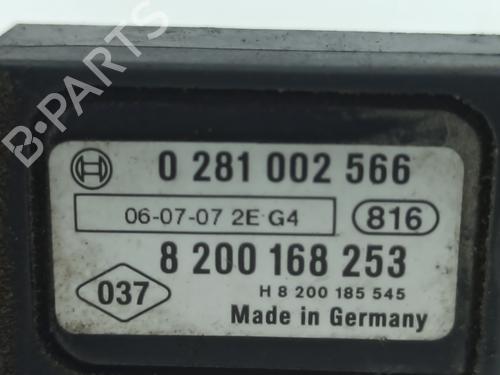 0 281 002 566
06-07-07 2E G4
816
8 200 168 253
037
H 8 200 185 545
Made in Germany
B-PARTS